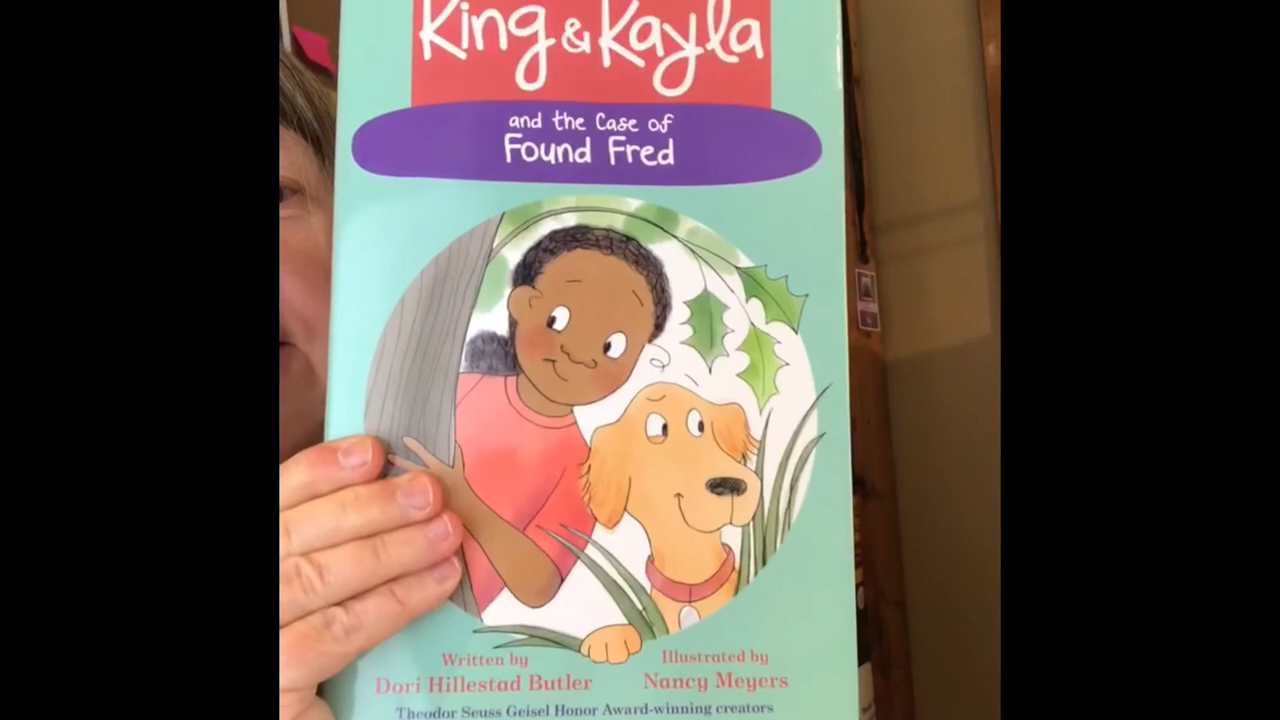 King & Kayla
and the Case of
Found Fred
Written by
Dori Hillestad Butler
Illustrated by
Nancy Meyers
Theodor Seuss Geisel Honor Award-winning creators